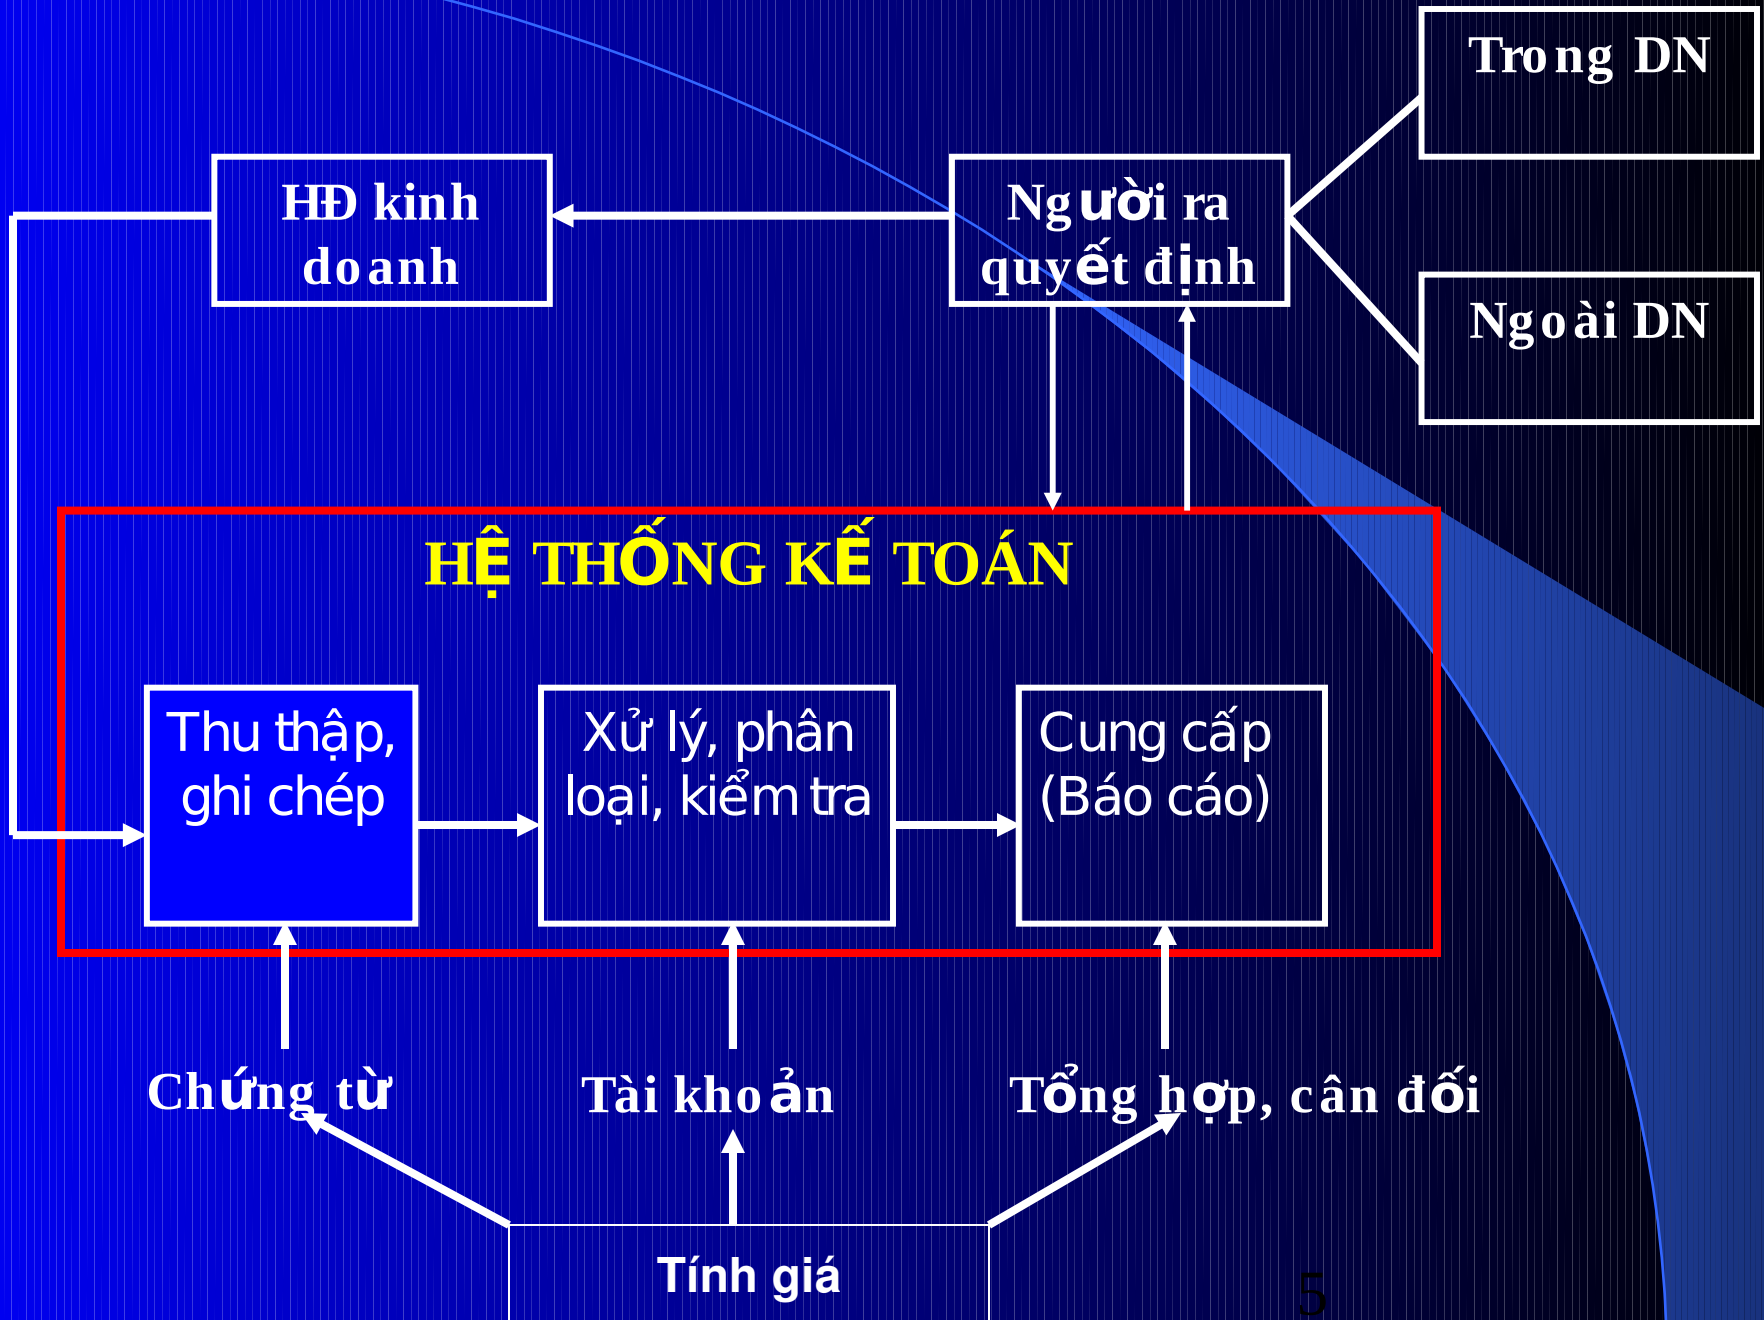 Trong DN
HĐ kinh
doanh
Người ra
quyết định
Ngoài DN
HỆ THỐNG KẾ TOÁN
Thu thập,
ghi chép
Xử lý, phân
loại, kiểm tra
Cung cấp
(Báo cáo)
Chứng từ
Tài khoản
Tổng hợp, cân đối
Tính giá
5